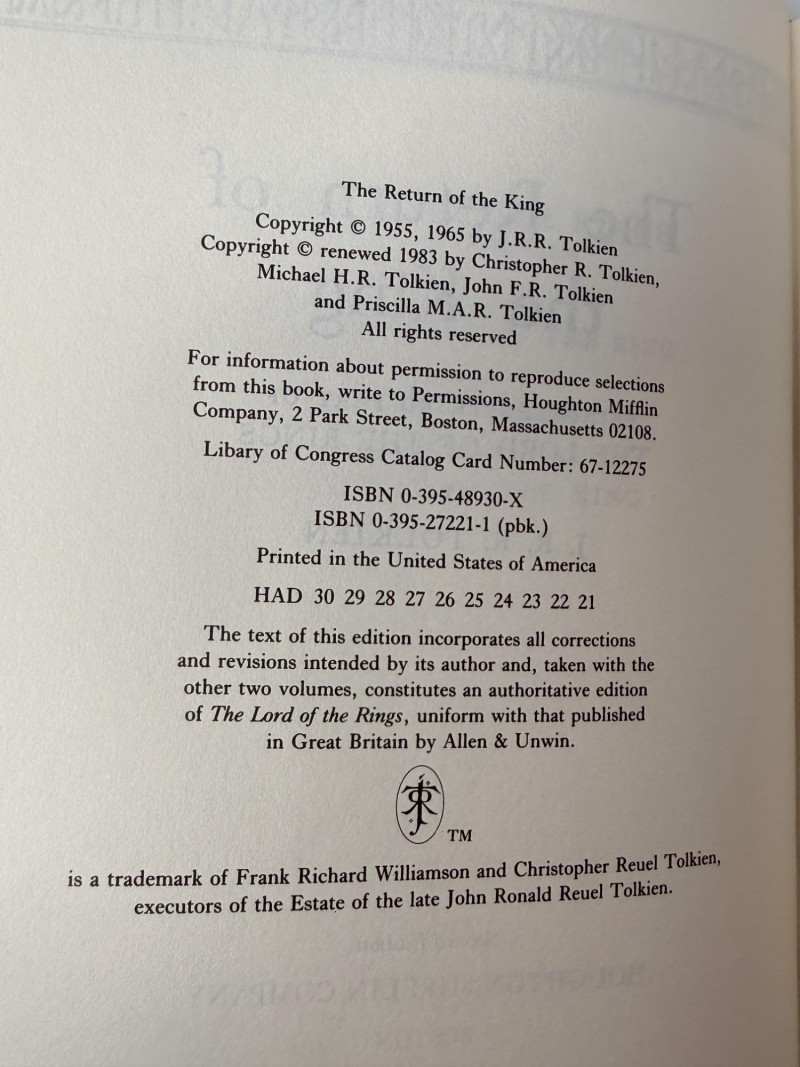 The Return of the King
Copyright © 1955, 1965 by J.R.R. Tolkien
Copyright © renewed 1983 by Christopher R. Tolkien,
Michael H.R. Tolkien, John F.R. Tolkien
and Priscilla M.A.R. Tolkien
All rights reserved
For information about permission to reproduce selections
from this book, write to Permissions, Houghton Mifflin
Company, 2 Park Street, Boston, Massachusetts 02108.
Libary of Congress Catalog Card Number: 67-12275
ISBN 0-395-48930-X
ISBN 0-395-27221-1 (pbk.)
Printed in the United States of America
HAD 30 29 28 27 26 25 24 23 22 21
The text of this edition incorporates all corrections
and revisions intended by its author and, taken with the
other two volumes, constitutes an authoritative edition
of The Lord of the Rings, uniform with that published
in Great Britain by Allen & Unwin.
TM
is a trademark of Frank Richard Williamson and Christopher Reuel Tolkien,
executors of the Estate of the late John Ronald Reuel Tolkien.